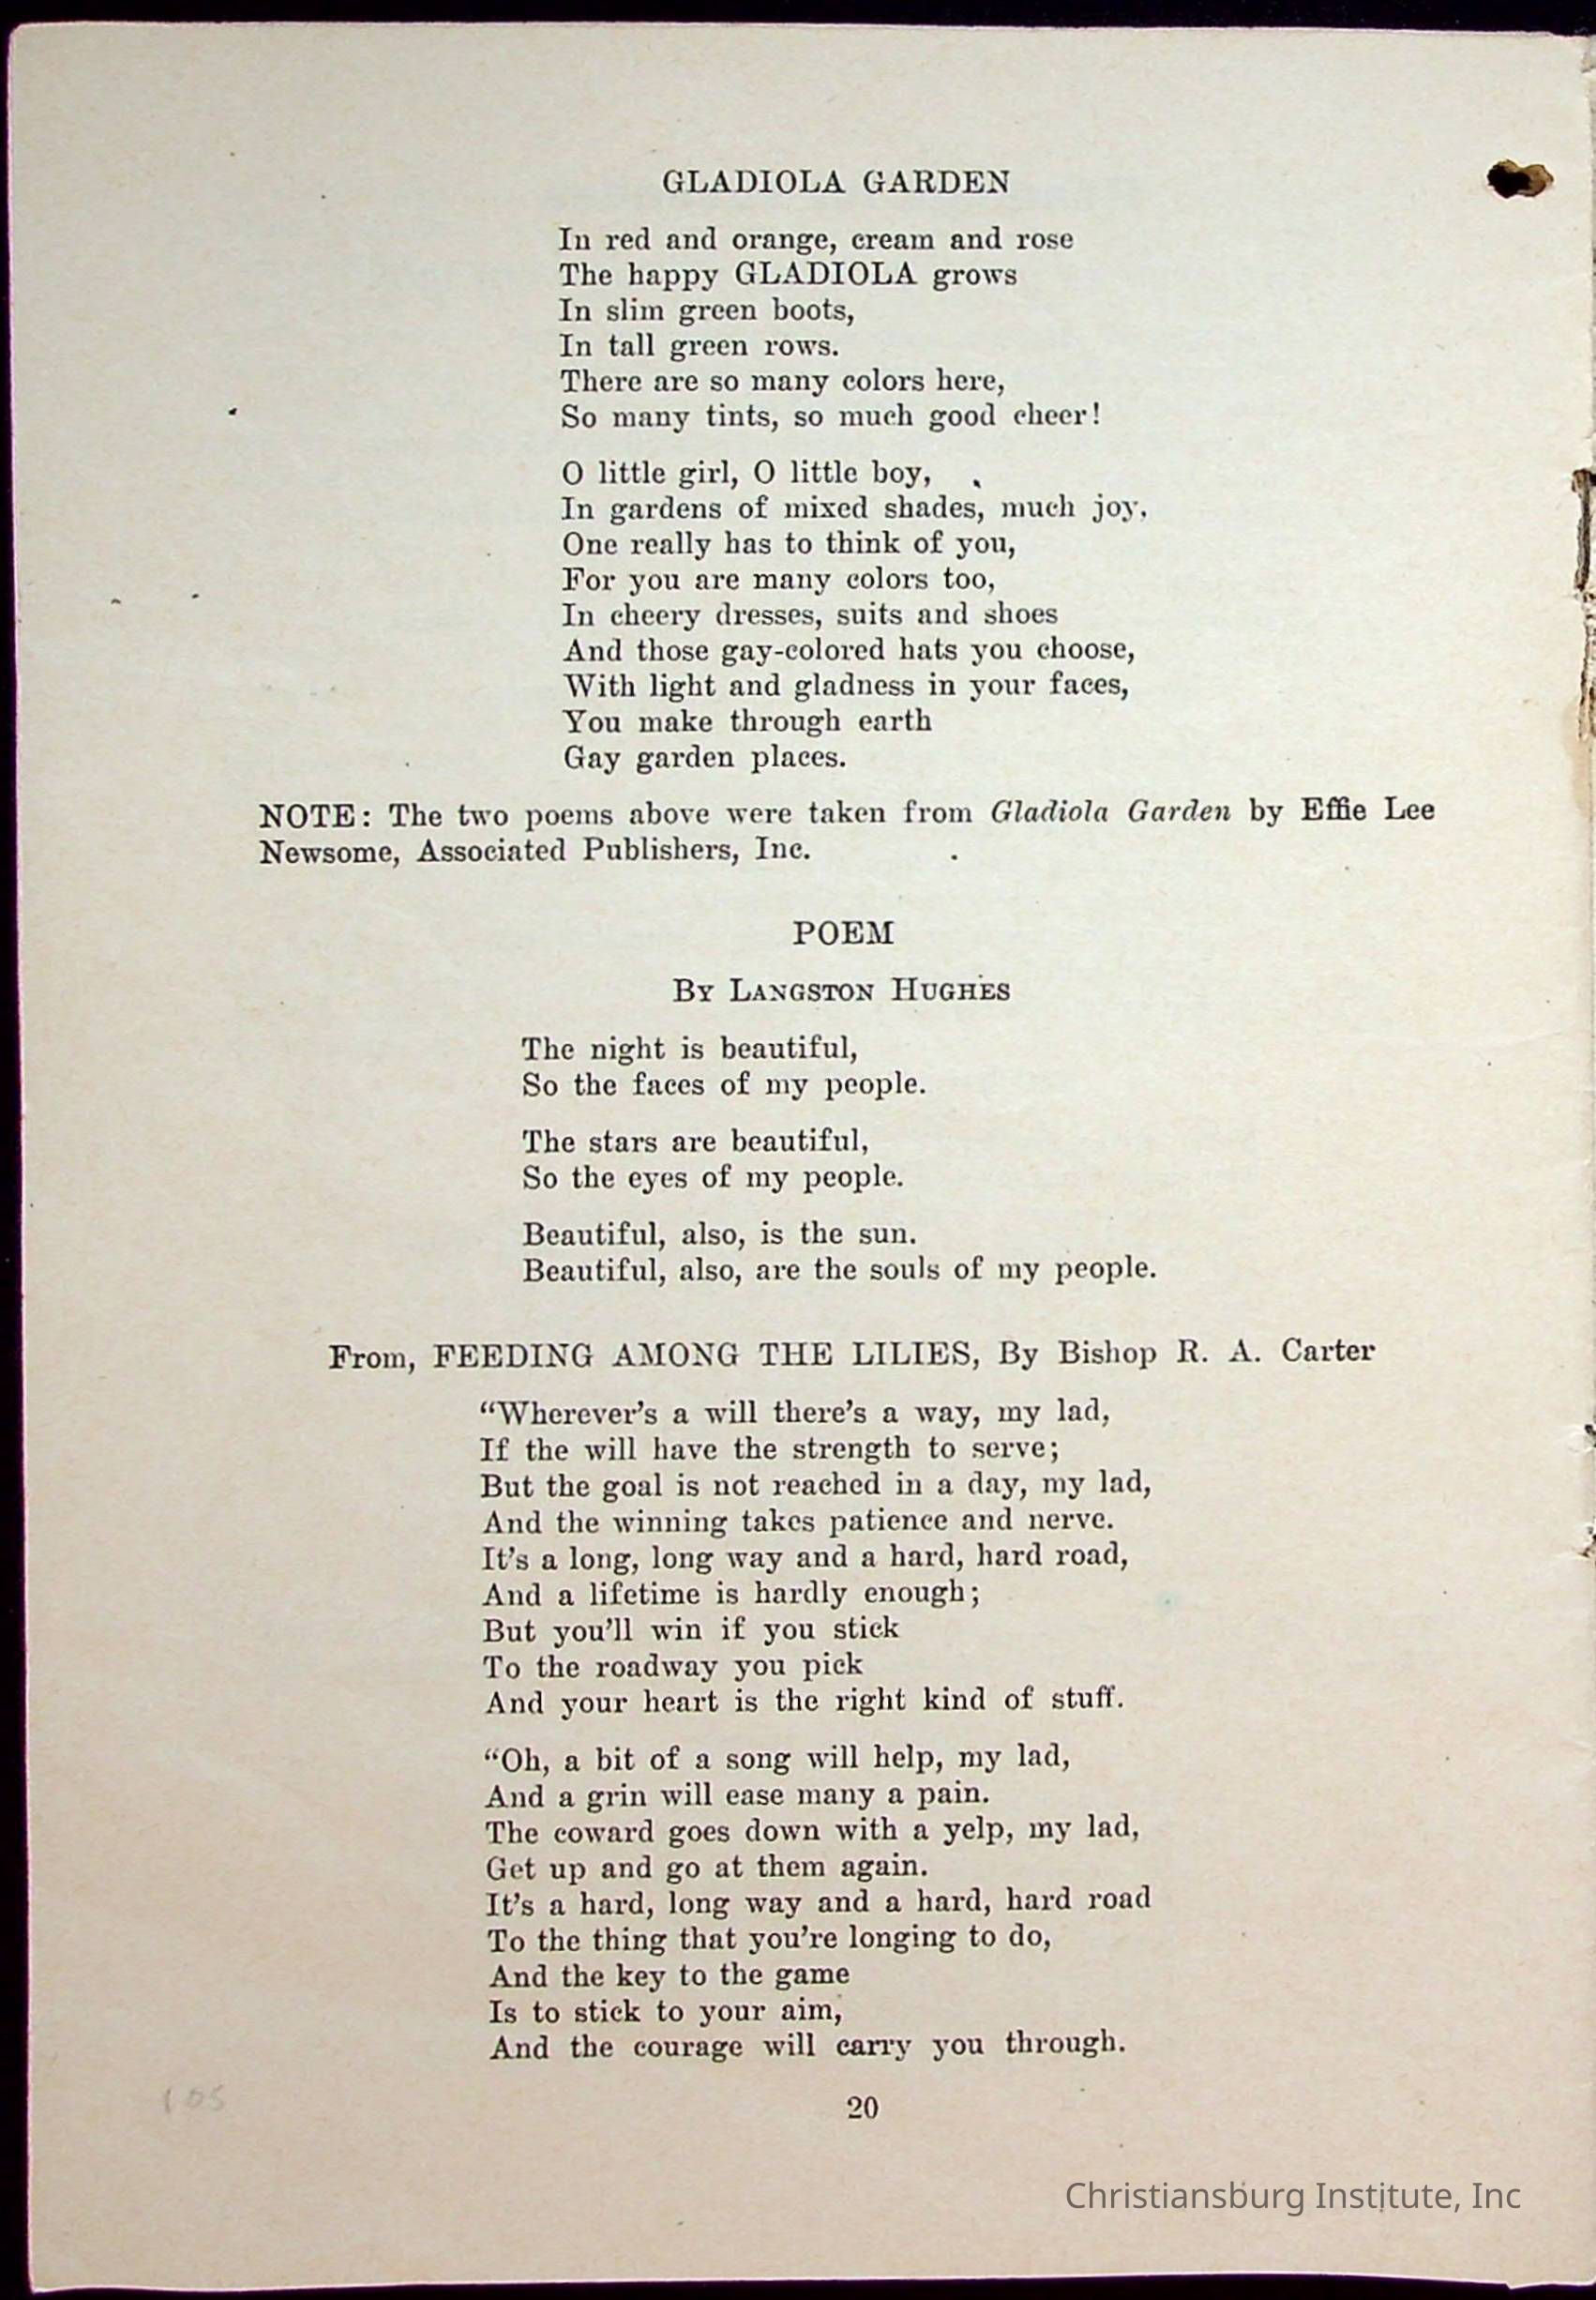 GLADIOLA GARDEN
In red and orange, cream and rose
The happy GLADIOLA grows
In slim green boots,
In tall green rows.
There are so many colors here,
So many tints, so much good cheer!
O little girl, O little boy,
In gardens of mixed shades, much joy,
One really has to think of you,
For you are many colors too,
In cheery dresses, suits and shoes
And those gay-colored hats you choose,
With light and gladness in your faces,
You make through earth
Gay garden places.
NOTE: The two poems above were taken from Gladiola Garden by Effie Lee
Newsome, Associated Publishers, Inc.
POEM
By Langston Hughes
The night is beautiful,
So the faces of my people.
The stars are beautiful,
So the eyes of my people.
Beautiful, also, is the sun.
Beautiful, also, are the souls of my people.
From, FEEDING AMONG THE LILIES, By Bishop R. A. Carter
“Wherever’s a will there’s a way, my lad,
If the will have the strength to serve;
But the goal is not reached in a day, my lad,
And the winning takes patience and nerve.
It’s a long, long way and a hard, hard road,
And a lifetime is hardly enough;
But you’ll win if you stick
To the roadway you pick
And your heart is the right kind of stuff.
“Oh, a bit of a song will help, my lad,
And a grin will ease many a pain.
The coward goes down with a yelp, my lad,
Get up and go at them again.
It’s a hard, long way and a hard, hard road
To the thing that you’re longing to do,
And the key to the game
Is to stick to your aim,
And the courage will carry you through.
105
20
Christiansburg Institute, Inc